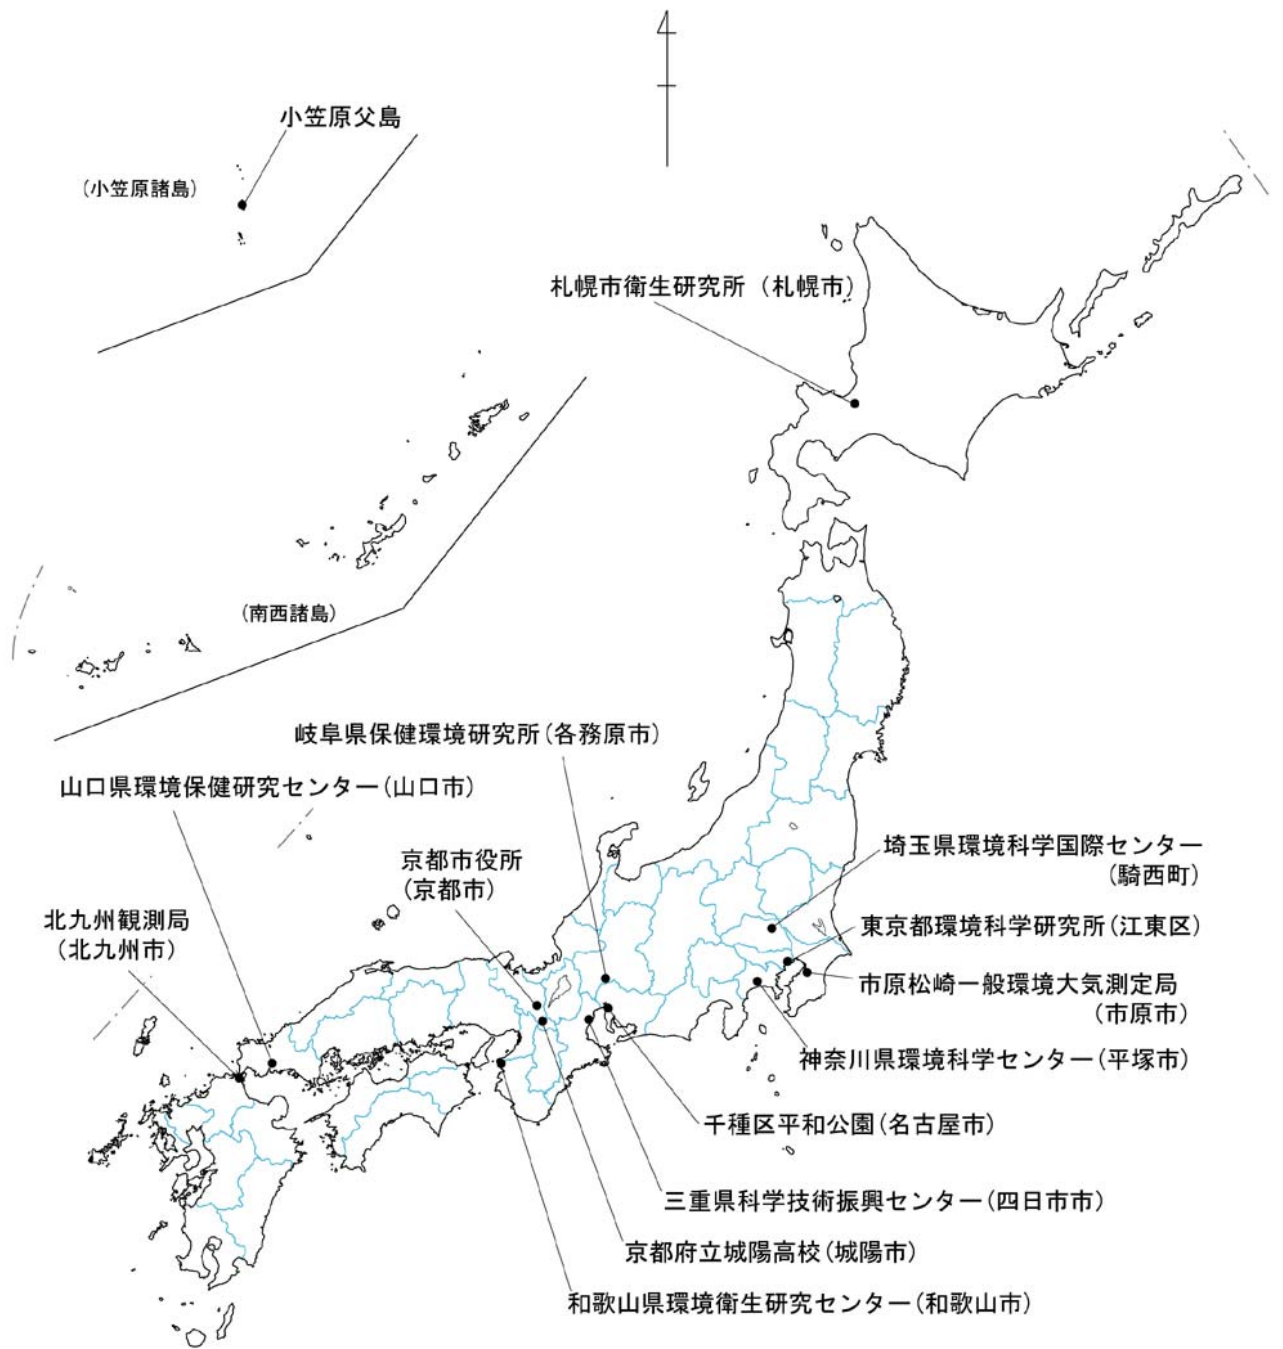 4
小笠原父島
(小笠原諸島)
札幌市衛生研究所(札幌市)
(南西諸島)
岐阜県保健環境研究所(各務原市)
山口県環境保健研究センター(山口市)
京都市役所
(京都市)
埼玉県環境科学国際センター
(騎西町)
北九州観測局
(北九州市)
東京都環境科学研究所(江東区)
市原松崎一般環境大気測定局
(市原市)
神奈川県環境科学センター(平塚市)
千種区平和公園(名古屋市)
三重県科学技術振興センター(四日市市)
京都府立城陽高校(城陽市)
和歌山県環境衛生研究センター(和歌山市)